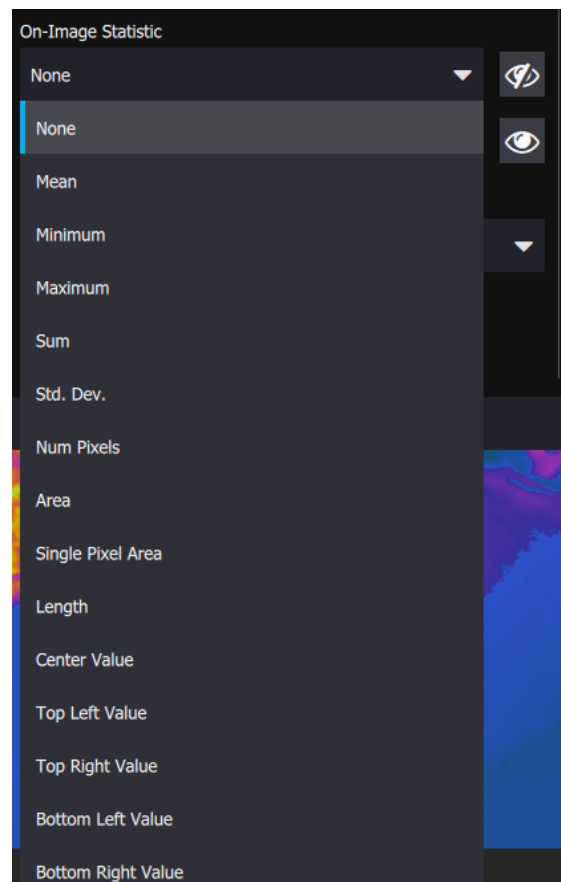 On-Image Statistic
None
None
Mean
Minimum
Maximum
Sum
Std. Dev.
Num Pixels
Area
Single Pixel Area
Length
Center Value
Top Left Value
Top Right Value
Bottom Left Value
Bottom Right Value